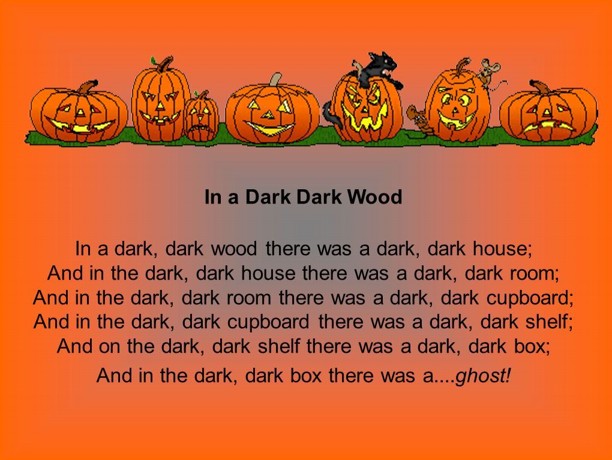 In a Dark Dark Wood
In a dark, dark wood there was a dark, dark house;
And in the dark, dark house there was a dark, dark room;
And in the dark, dark room there was a dark, dark cupboard;
And in the dark, dark cupboard there was a dark, dark shelf;
And on the dark, dark shelf there was a dark, dark box;
And in the dark, dark box there was a....ghost!